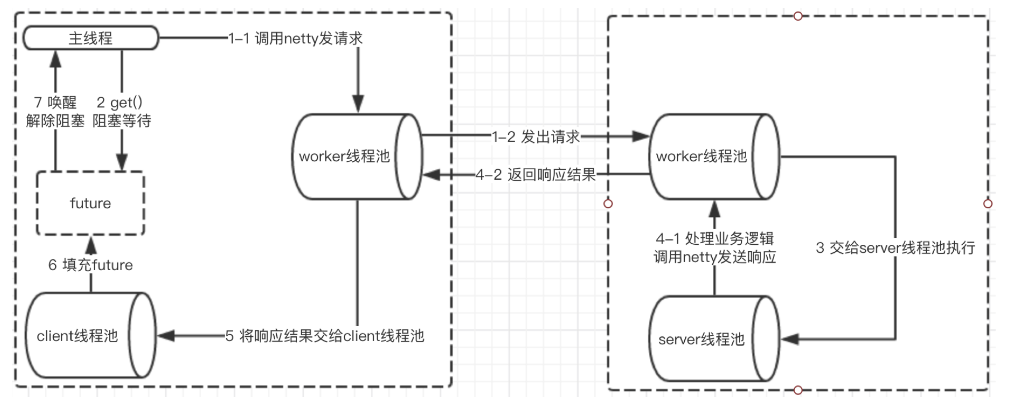 主线程
1-1 调用netty发请求
7 唤醒
解除阻塞
2 get()
阻塞等待
worker线程池
1-2 发出请求
worker线程池
4-2 返回响应结果
future
4-1 处理业务逻辑
调用netty发送响应
3 交给server线程池执行
6 填充future
client线程池
5 将响应结果交给client线程池
server线程池